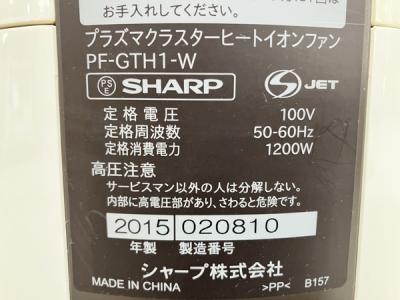 お手入れしてください。
プラズマクラスターヒートイオンファン
PF-GTH1-W
PS E SHARP S-JET
定格電圧 100V
定格周波数 50-60Hz
定格消費電力 1200W
高圧注意
サービスマン以外の人は分解しない。
内部に高電圧部があり、さわると危険です。
2015 020810
年製 製造番号
シャープ株式会社
MADE IN CHINA >PP< B157